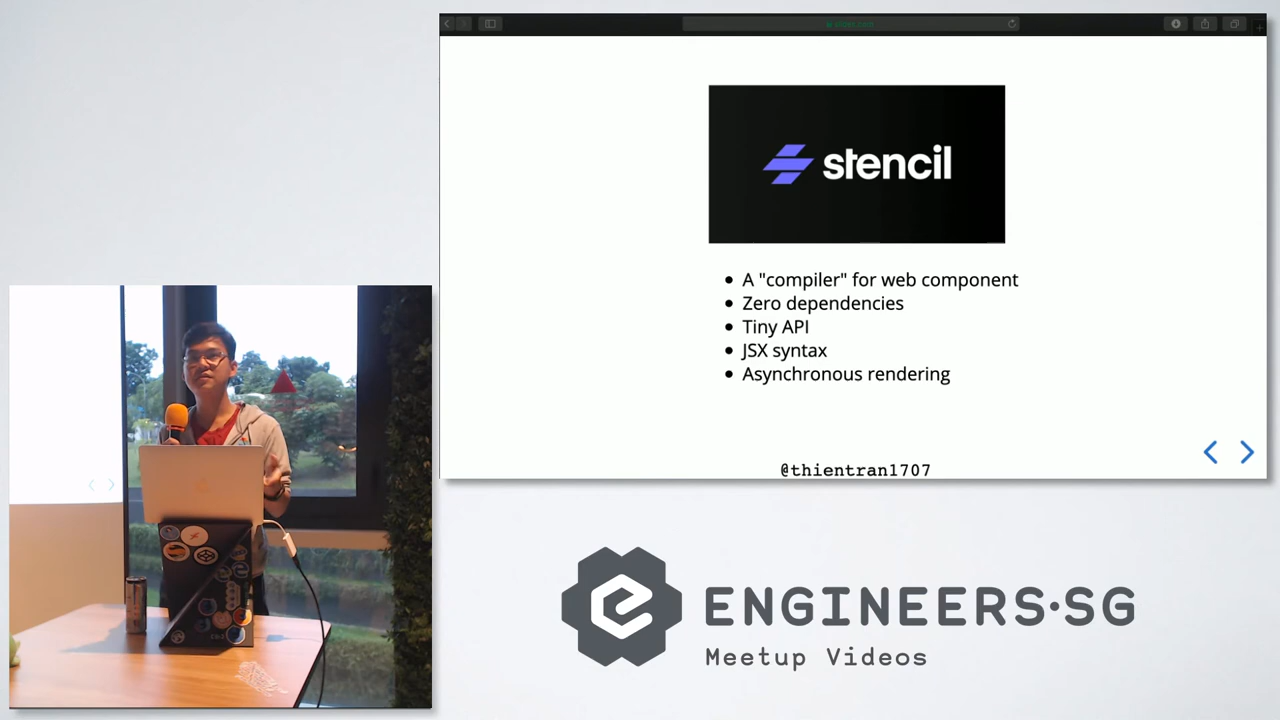 stencil
A "compiler" for web component
Zero dependencies
Tiny API
JSX syntax
Asynchronous rendering
@thientran1707
ENGINEERS·SG
Meetup Videos